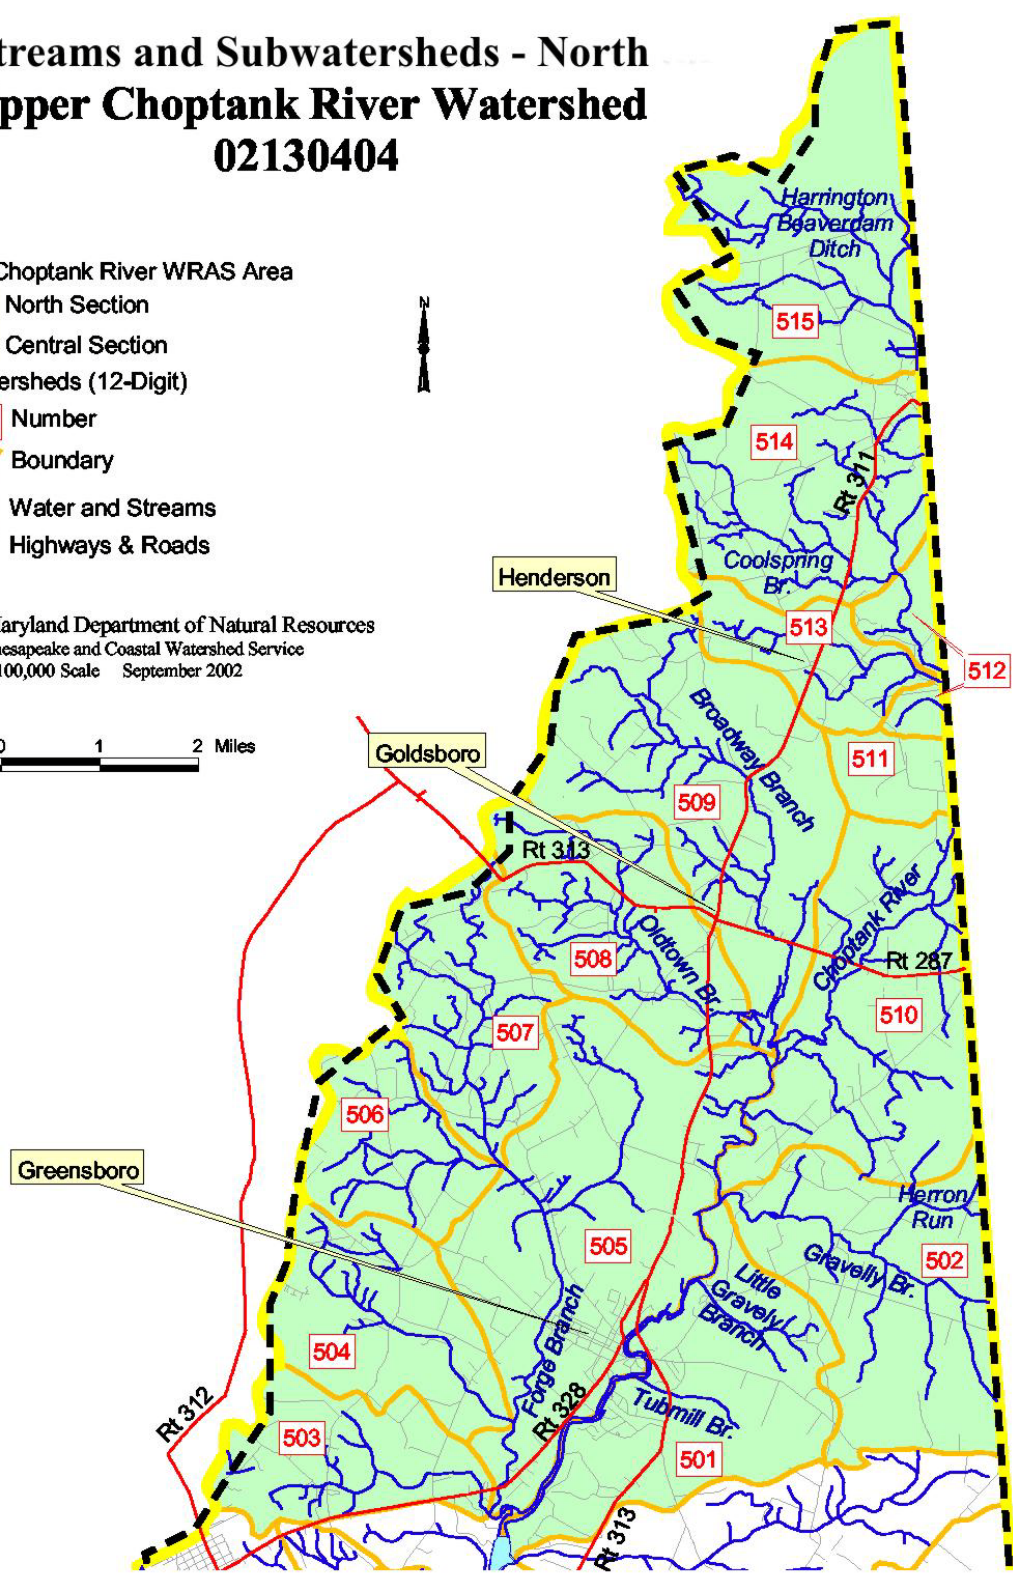 treams and Subwatersheds - North
pper Choptank River Watershed
02130404
Choptank River WRAS Area
North Section
Central Section
ersheds (12-Digit)
Number
Boundary
Water and Streams
Highways & Roads
aryland Department of Natural Resources
esapeake and Coastal Watershed Service
100,000 Scale September 2002
0 1 2 Miles
N
Harrington
Beaverdam
Ditch
515
514
Rt 311
Coolspring
Br.
Henderson
513
512
Broadway Branch
511
Goldsboro
509
Rt 313
Choptank River
Oldtown Br.
508
Rt 287
510
507
506
Greensboro
Herron
Run
505
502
Gravelly Br.
Little
Gravely
Branch
504
Forge Branch
Rt 328
Rt 312
Tubmill Br.
503
501
Rt 313